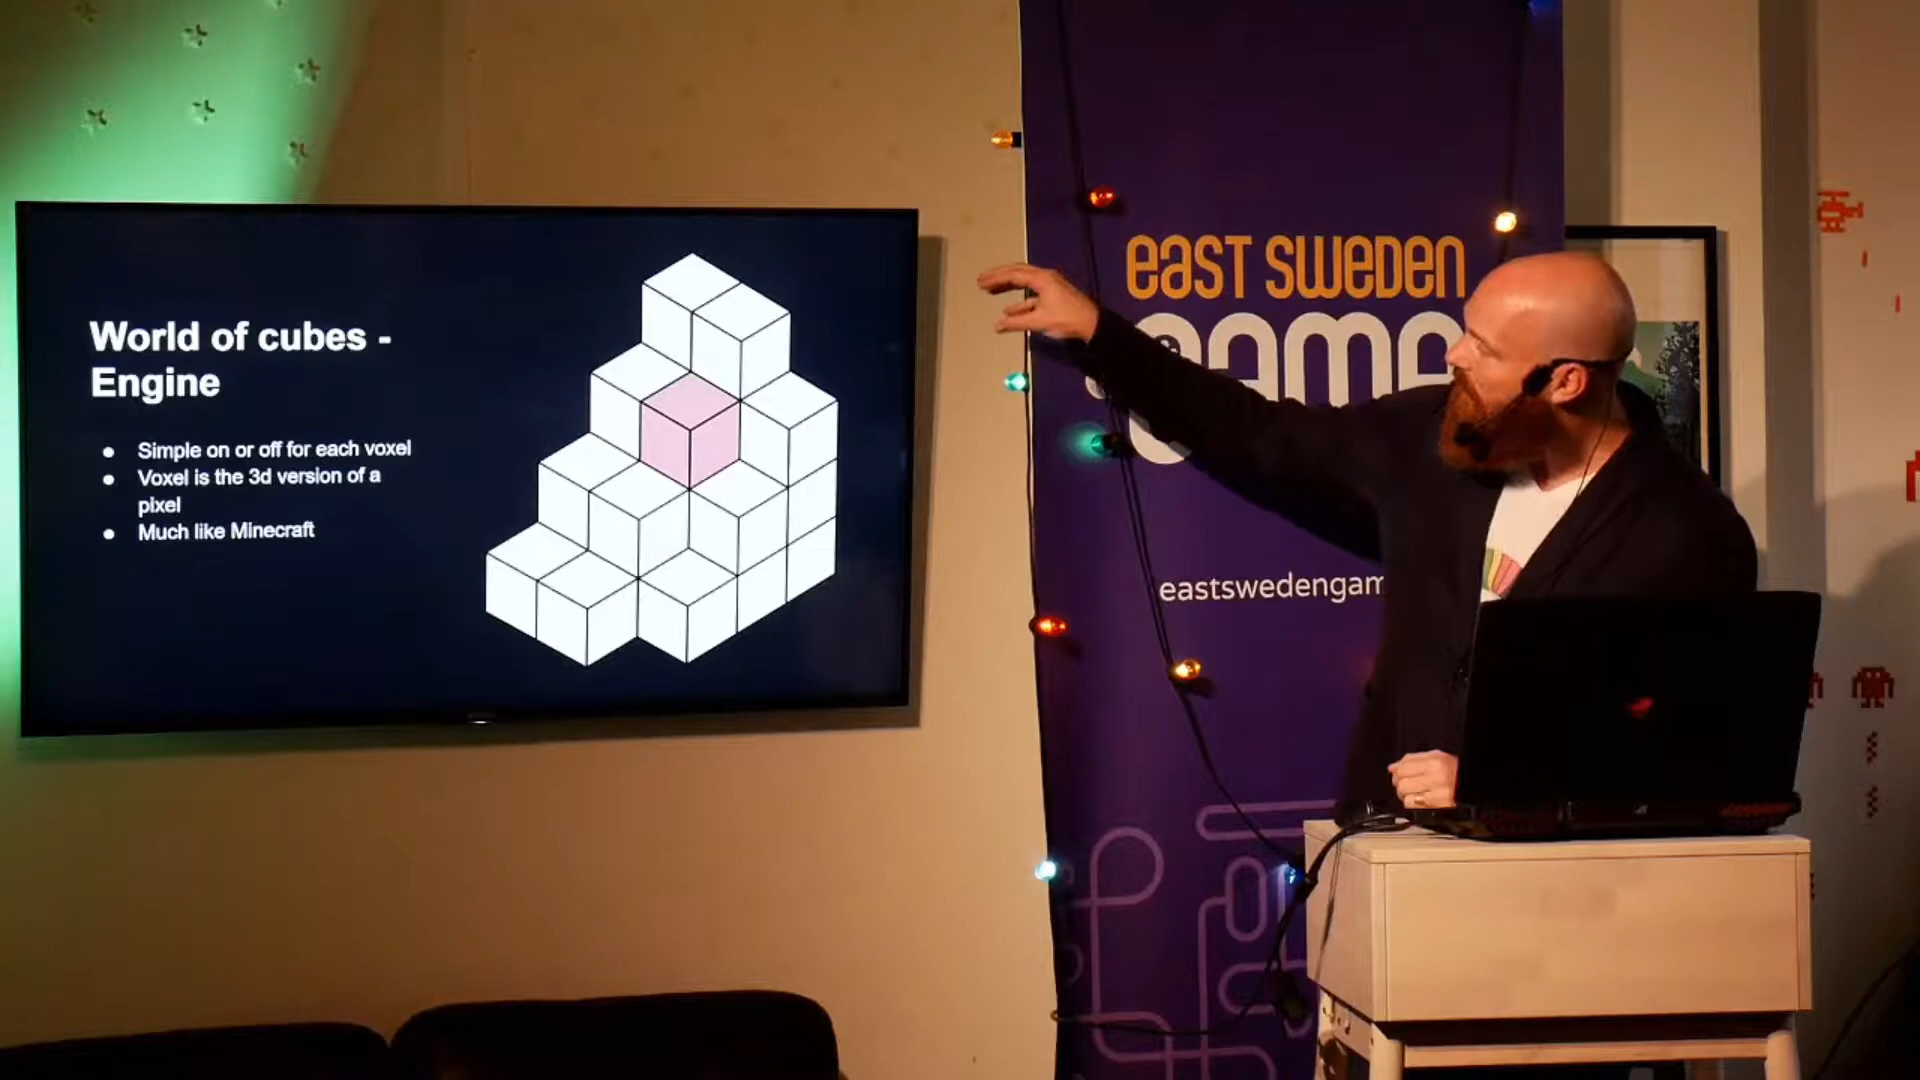 World of cubes -
Engine
● Simple on or off for each voxel
● Voxel is the 3d version of a
pixel
● Much like Minecraft
EAST SWEDEN
GAME
eastswedengam